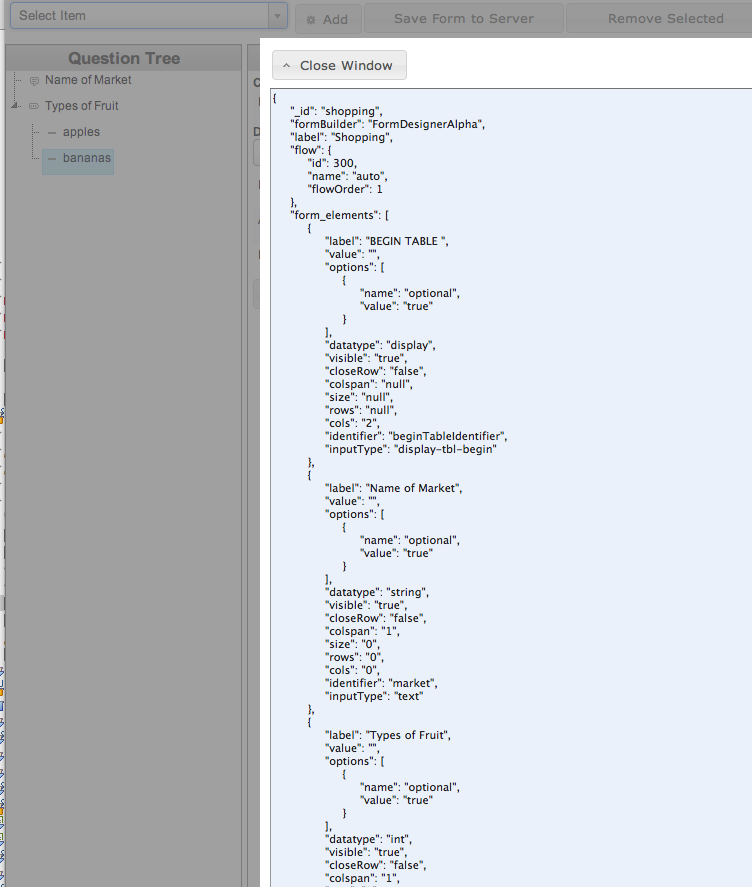 Select Item
Add
Save Form to Server
Remove Selected
Question Tree
Name of Market
Types of Fruit
apples
bananas
Close Window
{
"_id": "shopping",
"formBuilder": "FormDesignerAlpha",
"label": "Shopping",
"flow": {
"id": 300,
"name": "auto",
"flowOrder": 1
},
"form_elements": [
{
"label": "BEGIN TABLE ",
"value": "",
"options": [
{
"name": "optional",
"value": "true"
}
],
"datatype": "display",
"visible": "true",
"closeRow": "false",
"colspan": "null",
"size": "null",
"rows": "null",
"cols": "2",
"identifier": "beginTableIdentifier",
"inputType": "display-tbl-begin"
},
{
"label": "Name of Market",
"value": "",
"options": [
{
"name": "optional",
"value": "true"
}
],
"datatype": "string",
"visible": "true",
"closeRow": "false",
"colspan": "1",
"size": "0",
"rows": "0",
"cols": "0",
"identifier": "market",
"inputType": "text"
},
{
"label": "Types of Fruit",
"value": "",
"options": [
{
"name": "optional",
"value": "true"
}
],
"datatype": "int",
"visible": "true",
"closeRow": "false",
"colspan": "1",